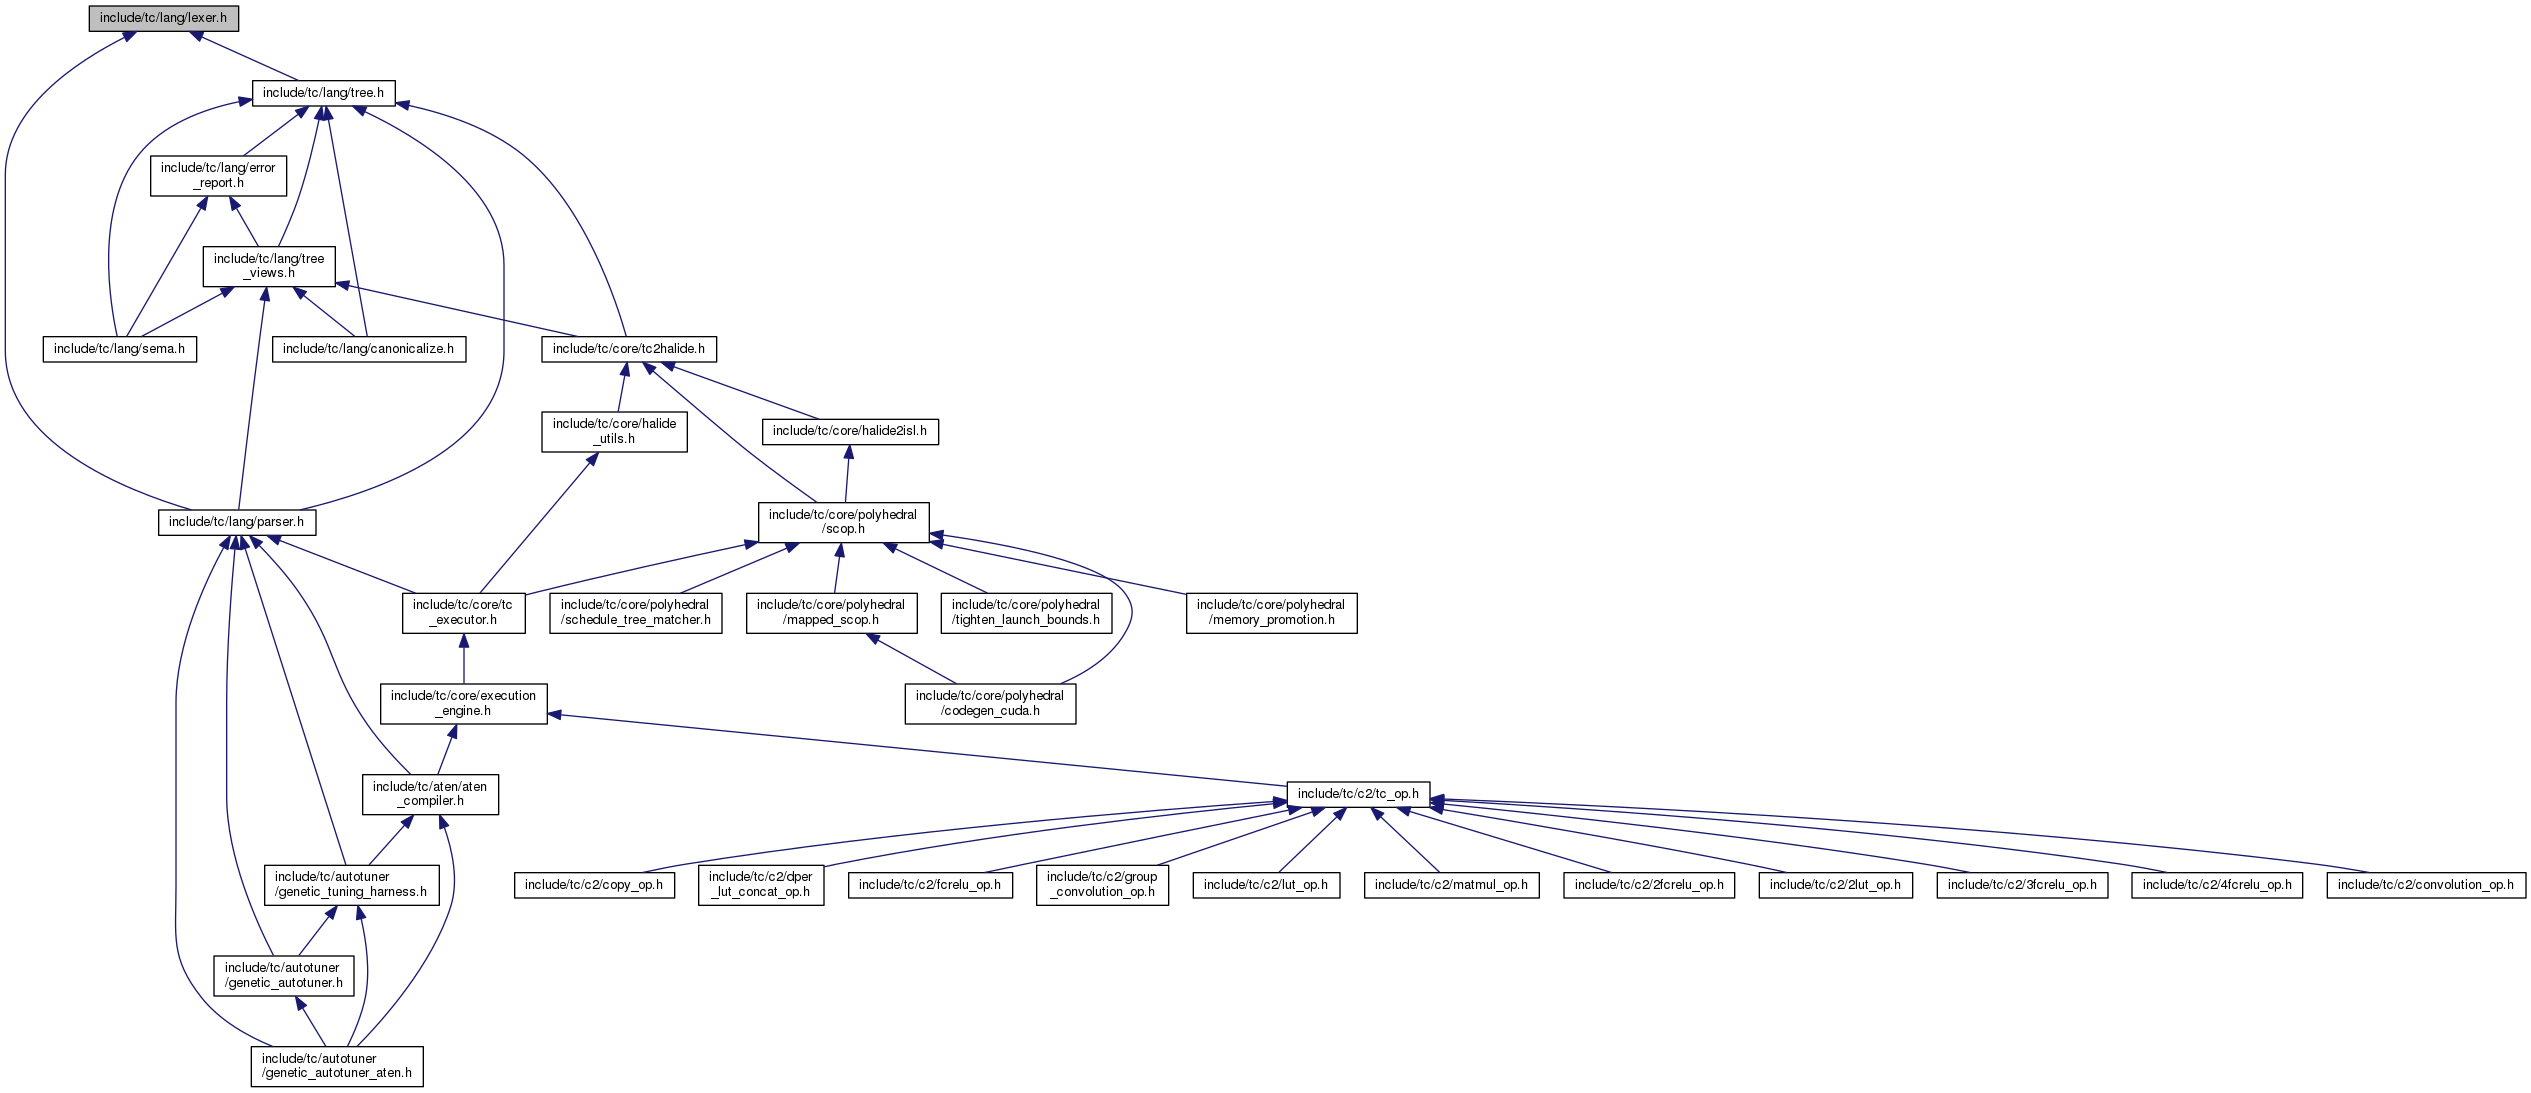 include/tc/lang/lexer.h
include/tc/lang/tree.h
include/tc/lang/error
_report.h
include/tc/lang/tree
_views.h
include/tc/lang/sema.h
include/tc/lang/canonicalize.h
include/tc/core/tc2halide.h
include/tc/core/halide
_utils.h
include/tc/core/halide2isl.h
include/tc/lang/parser.h
include/tc/core/polyhedral
/scop.h
include/tc/core/tc
_executor.h
include/tc/core/polyhedral
/schedule_tree_matcher.h
include/tc/core/polyhedral
/mapped_scop.h
include/tc/core/polyhedral
/tighten_launch_bounds.h
include/tc/core/polyhedral
/memory_promotion.h
include/tc/core/execution
_engine.h
include/tc/core/polyhedral
/codegen_cuda.h
include/tc/aten/aten
_compiler.h
include/tc/c2/tc_op.h
include/tc/autotuner
/genetic_tuning_harness.h
include/tc/c2/copy_op.h
include/tc/c2/dper
_lut_concat_op.h
include/tc/c2/fcrelu_op.h
include/tc/c2/group
_convolution_op.h
include/tc/c2/lut_op.h
include/tc/c2/matmul_op.h
include/tc/c2/2fcrelu_op.h
include/tc/c2/2lut_op.h
include/tc/c2/3fcrelu_op.h
include/tc/c2/4fcrelu_op.h
include/tc/c2/convolution_op.h
include/tc/autotuner
/genetic_autotuner.h
include/tc/autotuner
/genetic_autotuner_aten.h